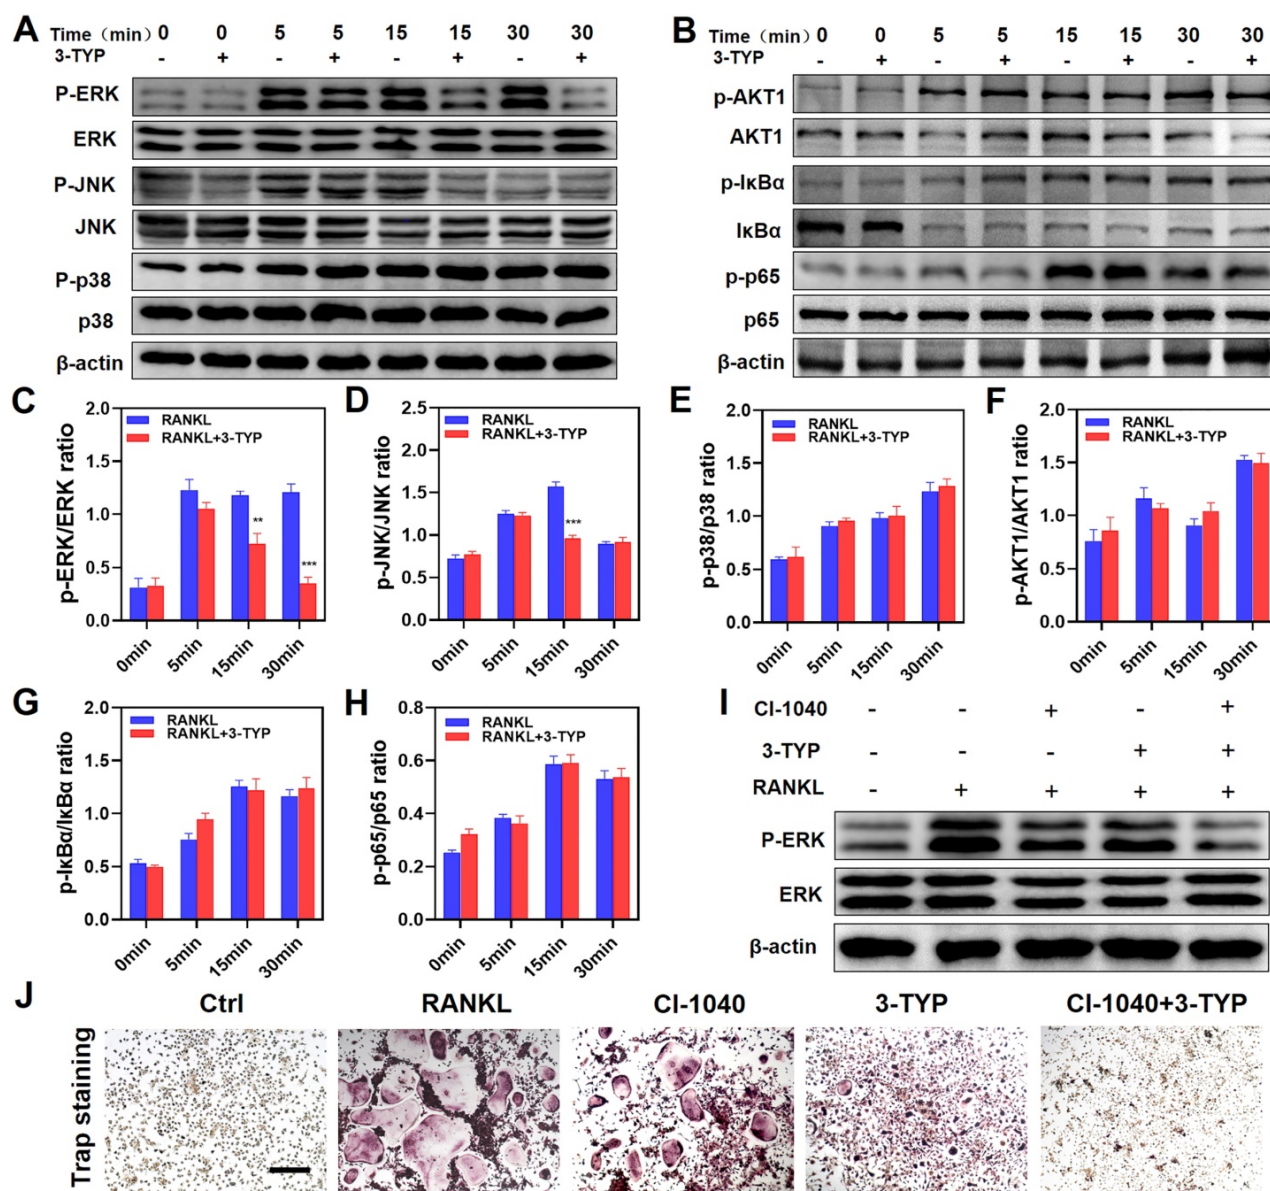 A
Time (min) 0 0 5 5 15 15 30 30
3-TYP - + - + - + - +
P-ERK
ERK
P-JNK
JNK
P-p38
p38
β-actin
B
Time (min) 0 0 5 5 15 15 30 30
3-TYP - + - + - + - +
p-AKT1
AKT1
p-IκBα
IκBα
p-p65
p65
β-actin
C
p-ERK/ERK ratio
2.0
1.5
1.0
0.5
0.0
RANKL
RANKL+3-TYP
**
***
0min 5min 15min 30min
D
p-JNK/JNK ratio
2.5
2.0
1.5
1.0
0.5
0.0
RANKL
RANKL+3-TYP
***
0min 5min 15min 30min
E
p-p38/p38 ratio
2.0
1.5
1.0
0.5
0.0
RANKL
RANKL+3-TYP
0min 5min 15min 30min
F
p-AKT1/AKT1 ratio
2.0
1.5
1.0
0.5
0.0
RANKL
RANKL+3-TYP
0min 5min 15min 30min
G
p-IκBα/IκBα ratio
2.0
1.5
1.0
0.5
0.0
RANKL
RANKL+3-TYP
0min 5min 15min 30min
H
p-p65/p65 ratio
0.8
0.6
0.4
0.2
0.0
RANKL
RANKL+3-TYP
0min 5min 15min 30min
I
CI-1040 - - + - +
3-TYP - - - + +
RANKL - + + + +
P-ERK
ERK
β-actin
J
Ctrl RANKL CI-1040 3-TYP CI-1040+3-TYP
Trap staining